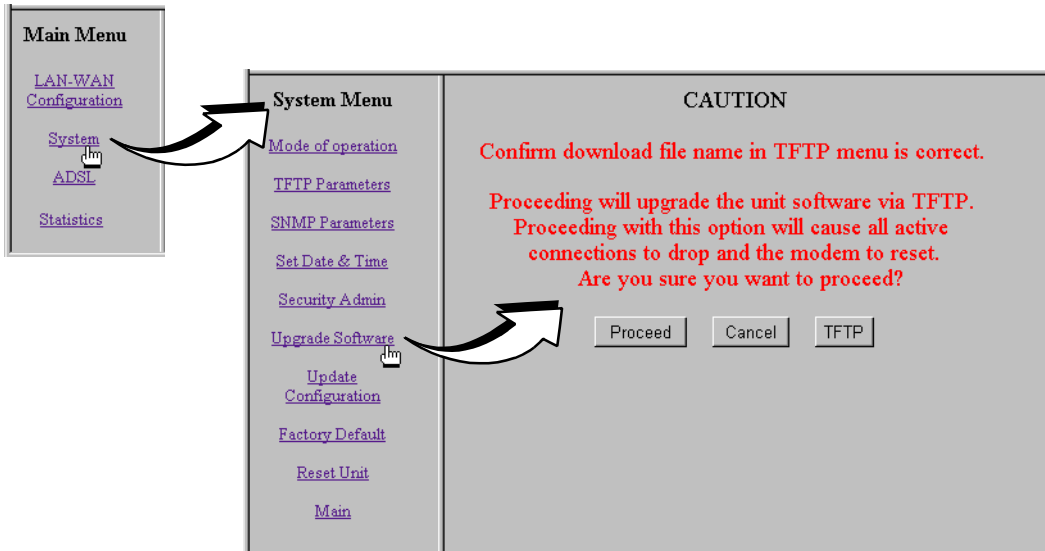 Main Menu
LAN-WAN
Configuration
System
ADSL
Statistics
System Menu
Mode of operation
TFTP Parameters
SNMP Parameters
Set Date & Time
Security Admin
Upgrade Software
Update
Configuration
Factory Default
Reset Unit
Main
CAUTION
Confirm download file name in TFTP menu is correct.
Proceeding will upgrade the unit software via TFTP.
Proceeding with this option will cause all active
connections to drop and the modem to reset.
Are you sure you want to proceed?
Proceed Cancel TFTP